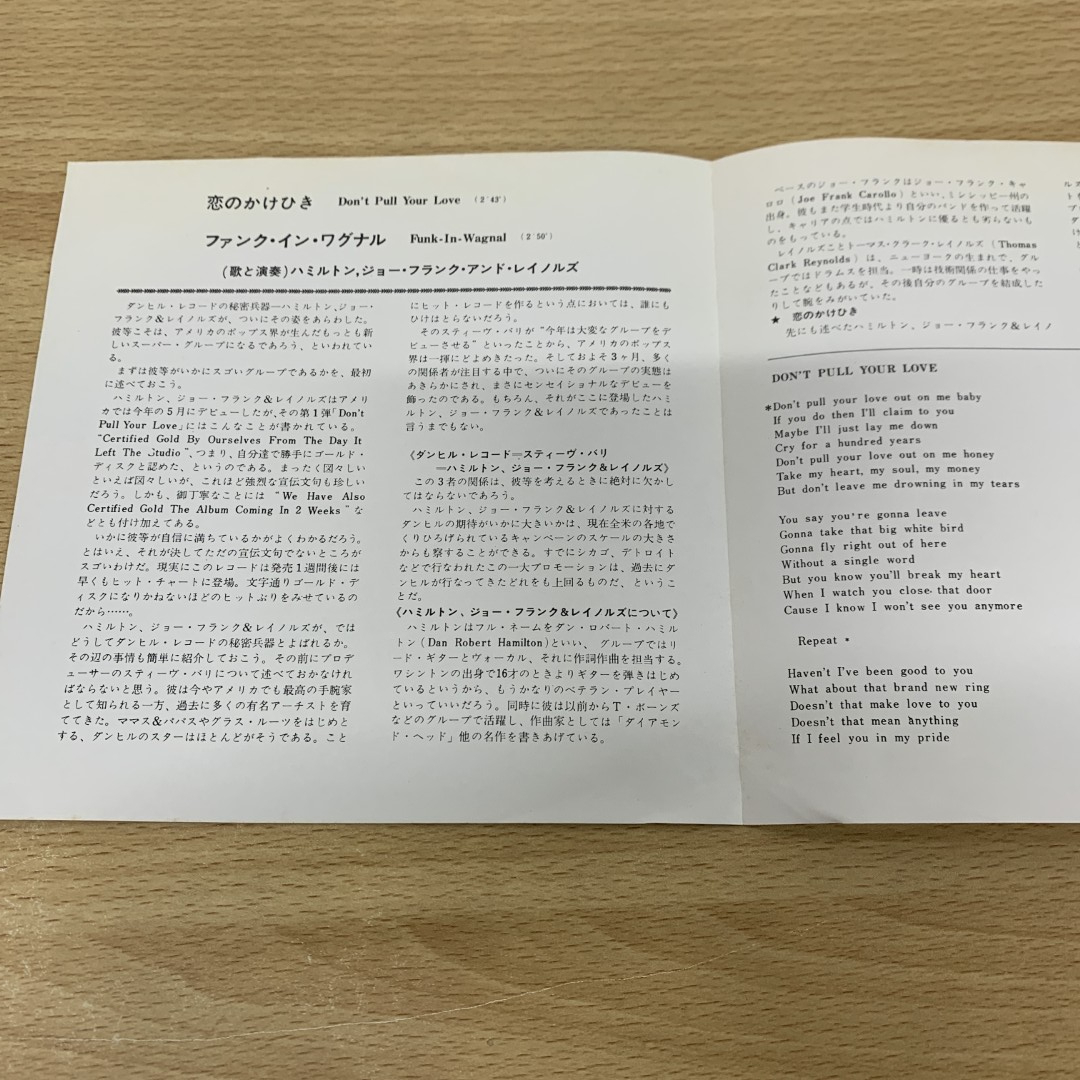 恋のかけひき Don't Pull Your Love (2′43′)
ファンク・イン・ワグナル Funk-In-Wagnal (2′50′)
(歌と演奏)ハミルトン,ジョー・フランク・アンド・レイノルズ
ダンヒル・レコードの秘密兵器―ハミルトン、ジョー・
フランク&レイノルズが、ついにその姿をあらわした。
彼等こそは、アメリカのポップス界が生んだもっとも新
しいスーパー・グループになるであろう、といわれてい
る。
まずは彼等がいかにスゴいグループであるかを、最初
に述べておこう。
ハミルトン、ジョー・フランク&レイノルズはアメリ
カでは今年の5月にデビューしたが、その第1弾「Don't
Pull Your Love」にはこんなことが書かれている。
“Certified Gold By Ourselves From The Day It
Left The Studio”、つまり、自分達で勝手にゴールド・
ディスクと認めた、というのである。まったく図々しい
といえば図々しいが、これほど強烈な宣伝文句も珍しい
だろう。しかも、御丁寧なことには “We Have Also
Certified Gold The Album Coming In 2 Weeks” な
どとも付け加えてある。
いかに彼等が自信に満ちているかがよくわかるだろう。
とはいえ、それが決してただの宣伝文句でないところが
スゴいわけだ。現実にこのレコードは発売1週間後には
早くもヒット・チャートに登場。文字通りゴールド・デ
ィスクになりかねないほどのヒットぶりをみせているの
だから……。
ハミルトン、ジョー・フランク&レイノルズが、では
どうしてダンヒル・レコードの秘密兵器とよばれるか。
その辺の事情も簡単に紹介しておこう。その前にプロデ
ューサーのスティーヴ・バリについて述べておかなけれ
ばならないと思う。彼は今やアメリカでも最高の手腕家
として知られる一方、過去に多くの有名アーチストを育
ててきた。ママス&パパスやグラス・ルーツをはじめと
する、ダンヒルのスターはほとんどがそうである。こと
にヒット・レコードを作るという点においては、誰にも
ひけはとらないだろう。
そのスティーヴ・バリが“今年は大変なグループをデ
ビューさせる”といったことから、アメリカのポップス
界は一揮にどよめきたった。そしておよそ3ヶ月、多く
の関係者が注目する中で、ついにそのグループの実態は
あきらかにされ、まさにセンセイショナルなデビューを
飾ったのである。もちろん、それがここに登場したハミ
ルトン、ジョー・フランク&レイノルズであったことは
言うまでもない。
《ダンヒル・レコード=スティーヴ・バリ
=ハミルトン、ジョー・フランク&レイノルズ》
この3者の関係は、彼等を考えるときに絶対に欠かし
てはならないであろう。
ハミルトン、ジョー・フランク&レイノルズに対する
ダンヒルの期待がいかに大きいかは、現在全米の各地で
くりひろげられているキャンペーンのスケールの大きさ
からも察することができる。すでにシカゴ、デトロイト
などで行なわれたこの一大プロモーションは、過去にダ
ンヒルが行なってきたどれをも上回るものだ、というこ
とだ。
《ハミルトン、ジョー・フランク&レイノルズについて》
ハミルトンはフル・ネームをダン・ロバート・ハミル
トン(Dan Robert Hamilton)といい、グループではリ
ード・ギターとヴォーカル、それに作詞作曲を担当する。
ワシントンの出身で16才のときよりギターを弾きはじめ
ているというから、もうかなりのベテラン・プレイヤー
といっていいだろう。同時に彼は以前からT・ボーンズ
などのグループで活躍し、作曲家としては「ダイアモン
ド・ヘッド」他の名作を書きあげている。
ベースのジョー・フランクはジョー・フランク・キャ
ロロ(Joe Frank Carollo)といい、ミシシッピー州の
出身。彼もまた学生時代より自分のバンドを作って活躍
し、キャリアの点ではハミルトンに優るとも劣らないも
のをもっている。
レイノルズことトーマス・クラーク・レイノルズ(Thomas
Clark Reynolds)は、ニューヨークの生まれで、グル
ープではドラムスを担当。一時は技術関係の仕事をやっ
たことなどもあるが、その後自分のグループを結成した
りして腕をみがいていた。
★ 恋のかけひき
先にも述べたハミルトン、ジョー・フランク&レイノ
DON'T PULL YOUR LOVE
*Don't pull your love out on me baby
If you do then I'll claim to you
Maybe I'll just lay me down
Cry for a hundred years
Don't pull your love out on me honey
Take my heart, my soul, my money
But don't leave me drowning in my tears
You say you're gonna leave
Gonna take that big white bird
Gonna fly right out of here
Without a single word
But you know you'll break my heart
When I watch you close that door
Cause I know I won't see you anymore
Repeat *
Haven't I've been good to you
What about that brand new ring
Doesn't that make love to you
Doesn't that mean anything
If I feel you in my pride